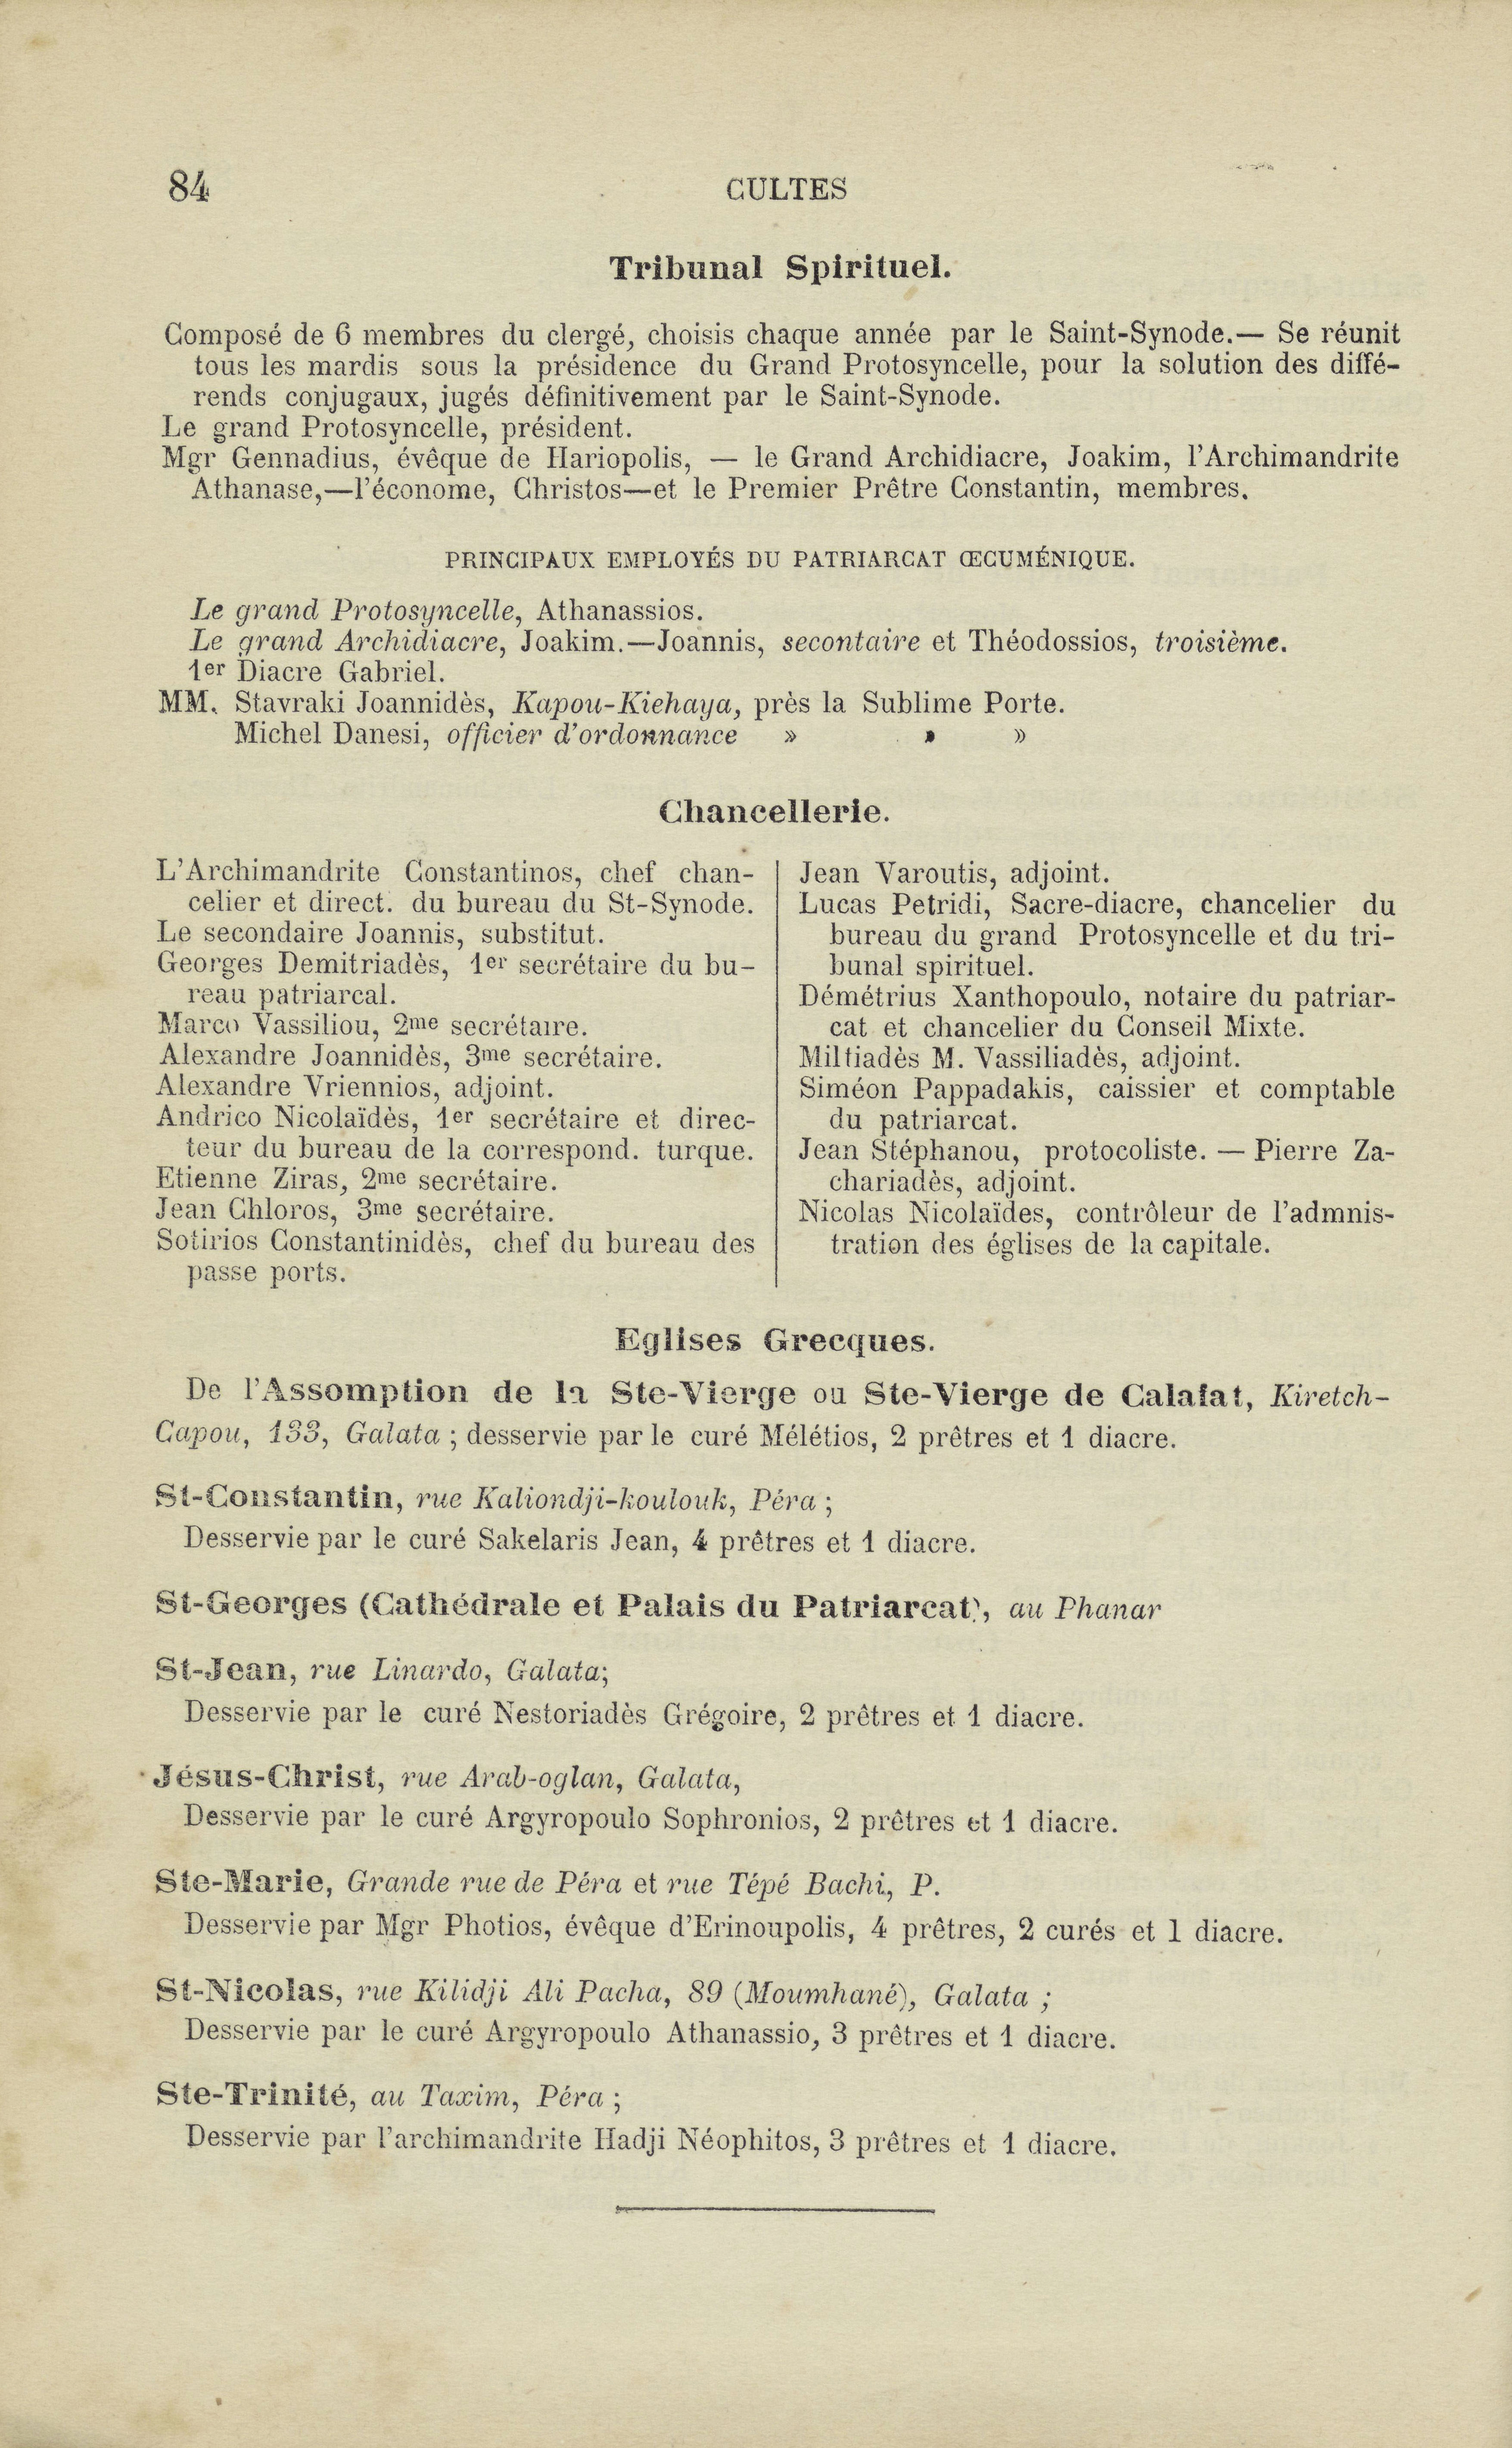 84
CULTES
Tribunal Spirituel.
Composé de 6 membres du clergé, choisis chaque année par le Saint-Synode.— Se réunit
tous les mardis sous la présidence du Grand Protosyncelle, pour la solution des diffé-
rends conjugaux, jugés définitivement par le Saint-Synode.
Le grand Protosyncelle, président.
Mgr Gennadius, évêque de Hariopolis, — le Grand Archidiacre, Joakim, l'Archimandrite
Athanase,—l'économe, Christos—et le Premier Prêtre Constantin, membres.
PRINCIPAUX EMPLOYÉS DU PATRIARCAT ŒCUMÉNIQUE.
Le grand Protosyncelle, Athanassios.
Le grand Archidiacre, Joakim.—Joannis, secontaire et Théodossios, troisième.
1er Diacre Gabriel.
MM. Stavraki Joannidès, Kapou-Kiehaya, près la Sublime Porte.
Michel Danesi, officier d'ordonnance » » »
Chancellerie.
L'Archimandrite Constantinos, chef chan-
celier et direct. du bureau du St-Synode.
Le secondaire Joannis, substitut.
Georges Demitriadès, 1er secrétaire du bu-
reau patriarcal.
Marco Vassiliou, 2me secrétaire.
Alexandre Joannidès, 3me secrétaire.
Alexandre Vriennios, adjoint.
Andrico Nicolaïdès, 1er secrétaire et direc-
teur du bureau de la correspond. turque.
Etienne Ziras, 2me secrétaire.
Jean Chloros, 3me secrétaire.
Sotirios Constantinidès, chef du bureau des
passe ports.
Jean Varoutis, adjoint.
Lucas Petridi, Sacre-diacre, chancelier du
bureau du grand Protosyncelle et du tri-
bunal spirituel.
Démétrius Xanthopoulo, notaire du patriar-
cat et chancelier du Conseil Mixte.
Miltiadès M. Vassiliadès, adjoint.
Siméon Pappadakis, caissier et comptable
du patriarcat.
Jean Stéphanou, protocoliste. — Pierre Za-
chariadès, adjoint.
Nicolas Nicolaïdes, contrôleur de l'admnis-
tration des églises de la capitale.
Eglises Grecques.
De l'Assomption de la Ste-Vierge ou Ste-Vierge de Calafat, Kiretch-
Capou, 133, Galata ; desservie par le curé Mélétios, 2 prêtres et 1 diacre.
St-Constantin, rue Kaliondji-koulouk, Péra ;
Desservie par le curé Sakelaris Jean, 4 prêtres et 1 diacre.
St-Georges (Cathédrale et Palais du Patriarcat), au Phanar
St-Jean, rue Linardo, Galata;
Desservie par le curé Nestoriadès Grégoire, 2 prêtres et 1 diacre.
Jésus-Christ, rue Arab-oglan, Galata,
Desservie par le curé Argyropoulo Sophronios, 2 prêtres et 1 diacre.
Ste-Marie, Grande rue de Péra et rue Tépé Bachi, P.
Desservie par Mgr Photios, évêque d'Erinoupolis, 4 prêtres, 2 curés et 1 diacre.
St-Nicolas, rue Kilidji Ali Pacha, 89 (Moumhané), Galata ;
Desservie par le curé Argyropoulo Athanassio, 3 prêtres et 1 diacre.
Ste-Trinité, au Taxim, Péra ;
Desservie par l'archimandrite Hadji Néophitos, 3 prêtres et 1 diacre.